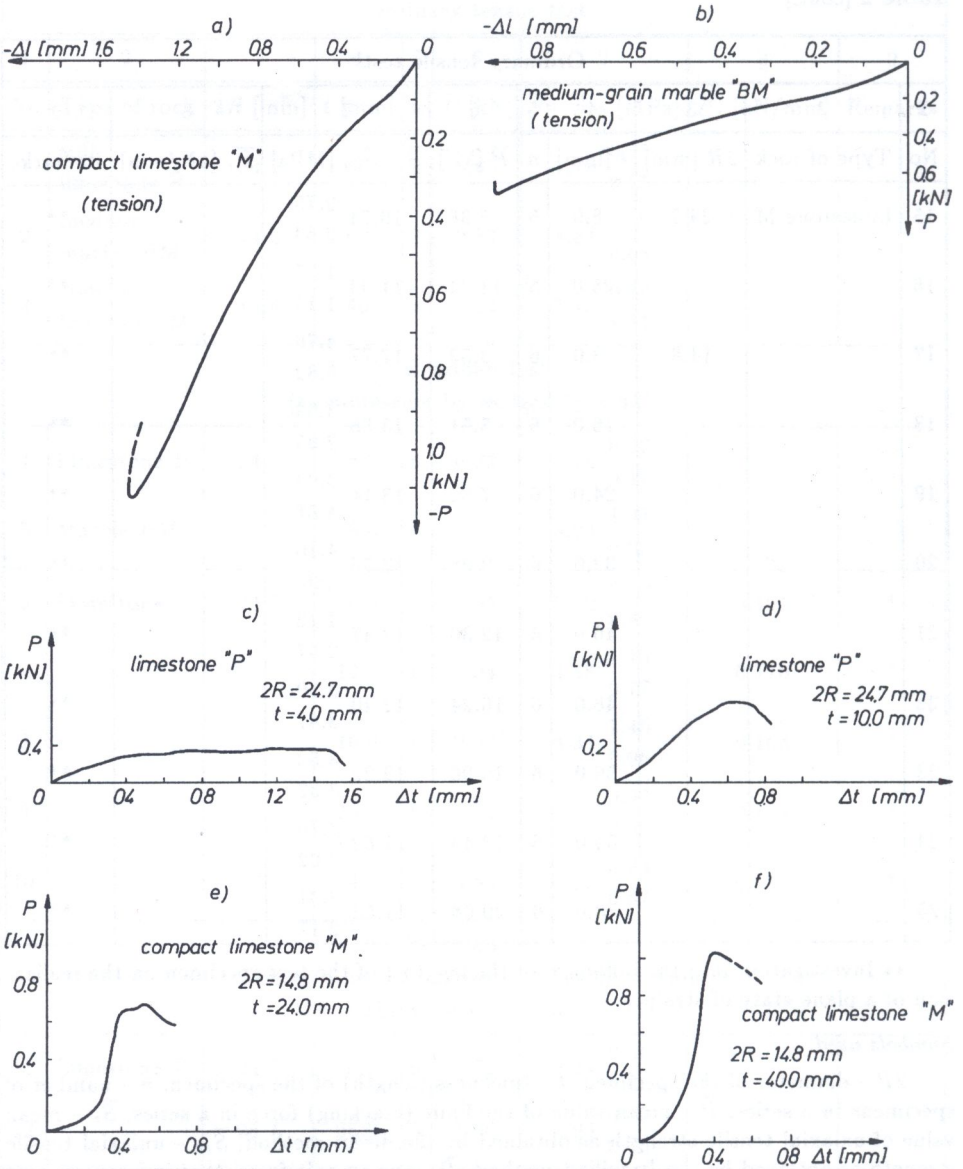 a)
-Δl [mm] 1.6 1.2 0.8 0.4 0
0.2
compact limestone "M"
(tension)
0.4
0.6
0.8
1.0
[kN]
-P
b)
-Δl [mm] 0.8 0.6 0.4 0.2 0
medium-grain marble "BM"
(tension)
0.2
0.4
0.6
[kN]
-P
c)
P
[kN]
limestone "P"
2R = 24.7 mm
t = 4.0 mm
0.4
0 0.4 0.8 1.2 1.6 Δt [mm]
d)
P
[kN]
limestone "P"
2R = 24.7 mm
t = 10.0 mm
0.2
0 0.4 0.8 Δt [mm]
e)
P
[kN]
compact limestone "M"
2R = 14.8 mm
t = 24.0 mm
0.8
0.4
0 0.4 0.8 Δt [mm]
f)
P
[kN]
0.8
compact limestone "M"
2R = 14.8 mm
t = 40.0 mm
0.4
0 0.4 0.8 Δt [mm]